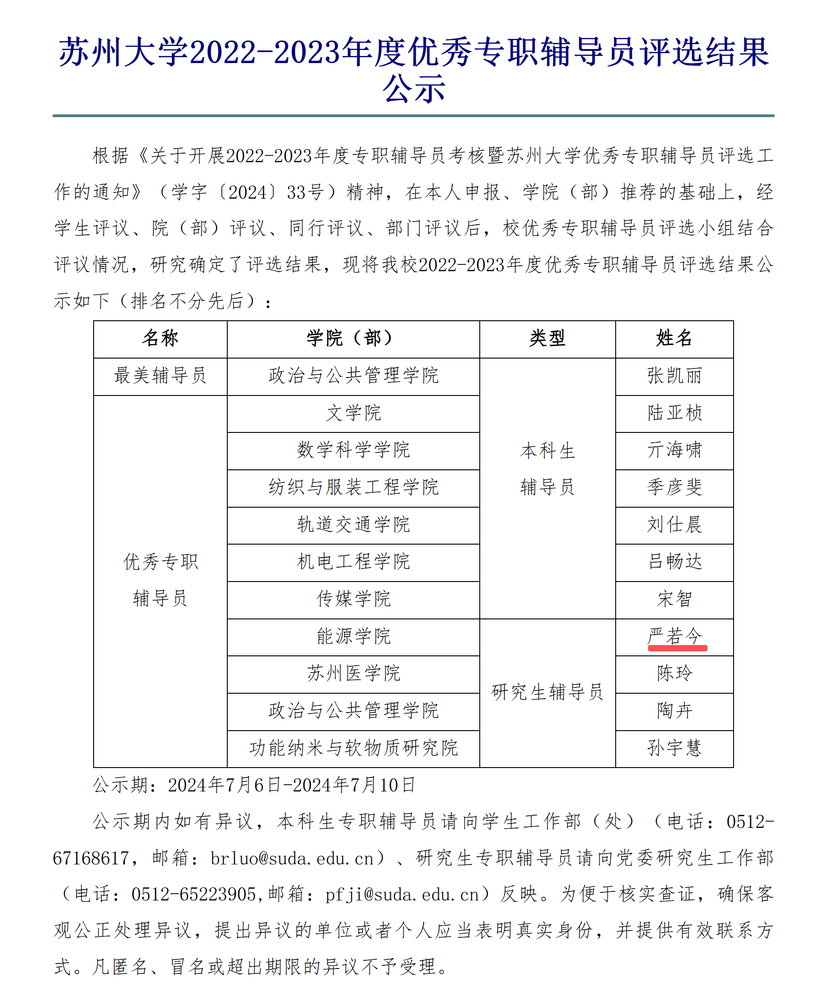 苏州大学2022-2023年度优秀专职辅导员评选结果
公示
根据《关于开展2022-2023年度专职辅导员考核暨苏州大学优秀专职辅导员评选工
作的通知》（学字〔2024〕33号）精神，在本人申报、学院（部）推荐的基础上，经
学生评议、院（部）评议、同行评议、部门评议后，校优秀专职辅导员评选小组结合
评议情况，研究确定了评选结果，现将我校2022-2023年度优秀专职辅导员评选结果公
示如下（排名不分先后）：
名称 学院（部） 类型 姓名
最美辅导员 政治与公共管理学院 张凯丽
文学院 陆亚桢
数学科学学院 亓海啸
本科生
辅导员
纺织与服装工程学院 季彦斐
轨道交通学院 刘仕晨
优秀专职
辅导员
机电工程学院 吕畅达
传媒学院 宋智
能源学院 严若今
苏州医学院 陈玲
研究生辅导员
政治与公共管理学院 陶卉
功能纳米与软物质研究院 孙宇慧
公示期：2024年7月6日-2024年7月10日
公示期内如有异议，本科生专职辅导员请向学生工作部（处）（电话：0512-
67168617，邮箱：brluo@suda.edu.cn）、研究生专职辅导员请向党委研究生工作部
（电话：0512-65223905,邮箱：pfji@suda.edu.cn）反映。为便于核实查证，确保客
观公正处理异议，提出异议的单位或者个人应当表明真实身份，并提供有效联系方
式。凡匿名、冒名或超出期限的异议不予受理。